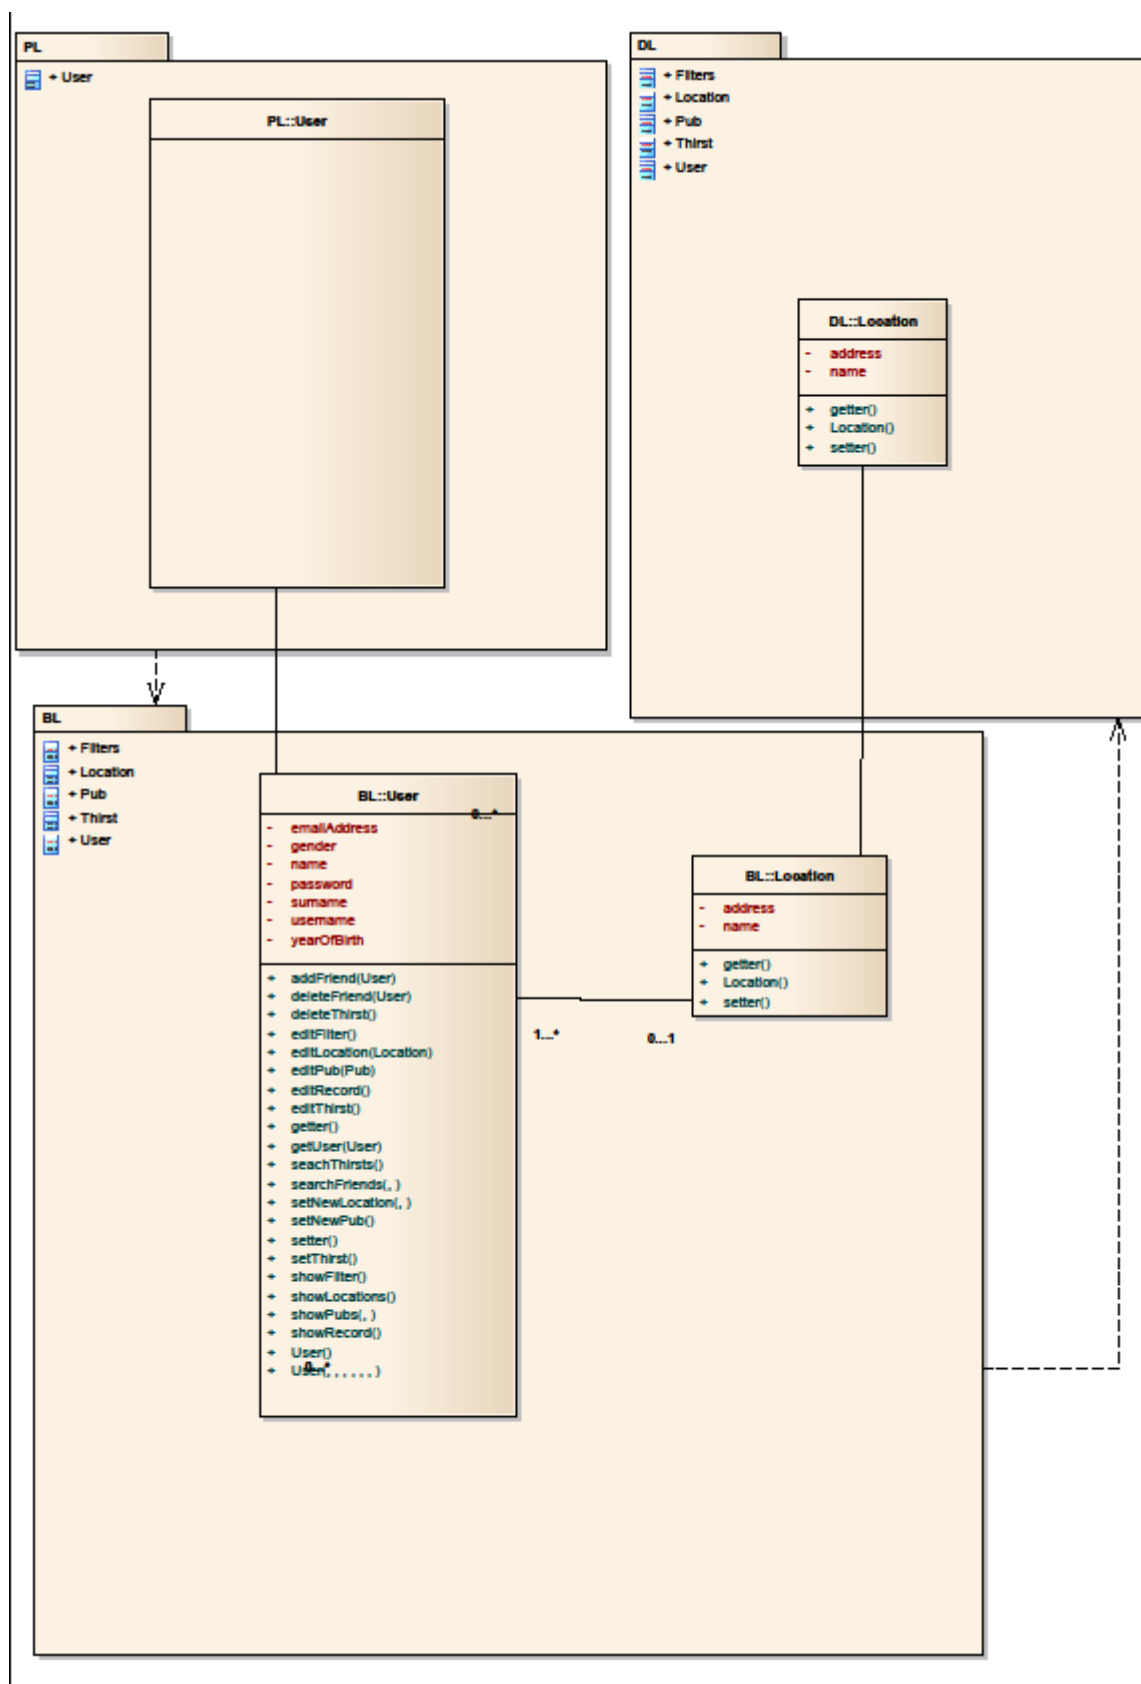 PL
+ User
PL::User
DL
+ Filters
+ Location
+ Pub
+ Thirst
+ User
DL::Location
- address
- name
+ getter()
+ Location()
+ setter()
BL
+ Filters
+ Location
+ Pub
+ Thirst
+ User
BL::User
0...*
- emailAddress
- gender
- name
- password
- surname
- username
- yearOfBirth
+ addFriend(User)
+ deleteFriend(User)
+ deleteThirst()
+ editFilter()
+ editLocation(Location)
+ editPub(Pub)
+ editRecord()
+ editThirst()
+ getter()
+ getUser(User)
+ seachThirsts()
+ searchFriends(, )
+ setNewLocation(, )
+ setNewPub()
+ setter()
+ setThirst()
+ showFilter()
+ showLocations()
+ showPubs(, )
+ showRecord()
+ User()
0...*
+ User(, , , , , , )
1...*
0...1
BL::Location
- address
- name
+ getter()
+ Location()
+ setter()